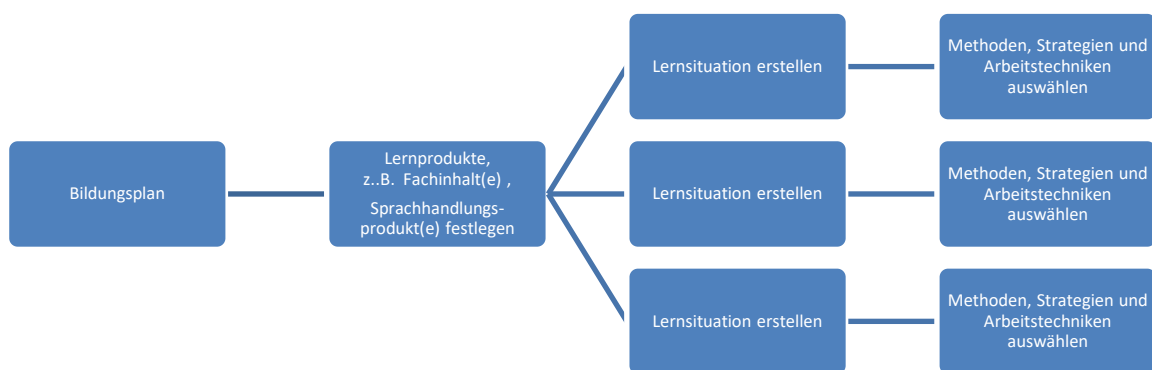 Bildungsplan
Lernprodukte,
z..B. Fachinhalt(e) ,
Sprachhandlungs-
produkt(e) festlegen
Lernsituation erstellen
Methoden, Strategien und
Arbeitstechniken
auswählen
Lernsituation erstellen
Methoden, Strategien und
Arbeitstechniken
auswählen
Lernsituation erstellen
Methoden, Strategien und
Arbeitstechniken
auswählen